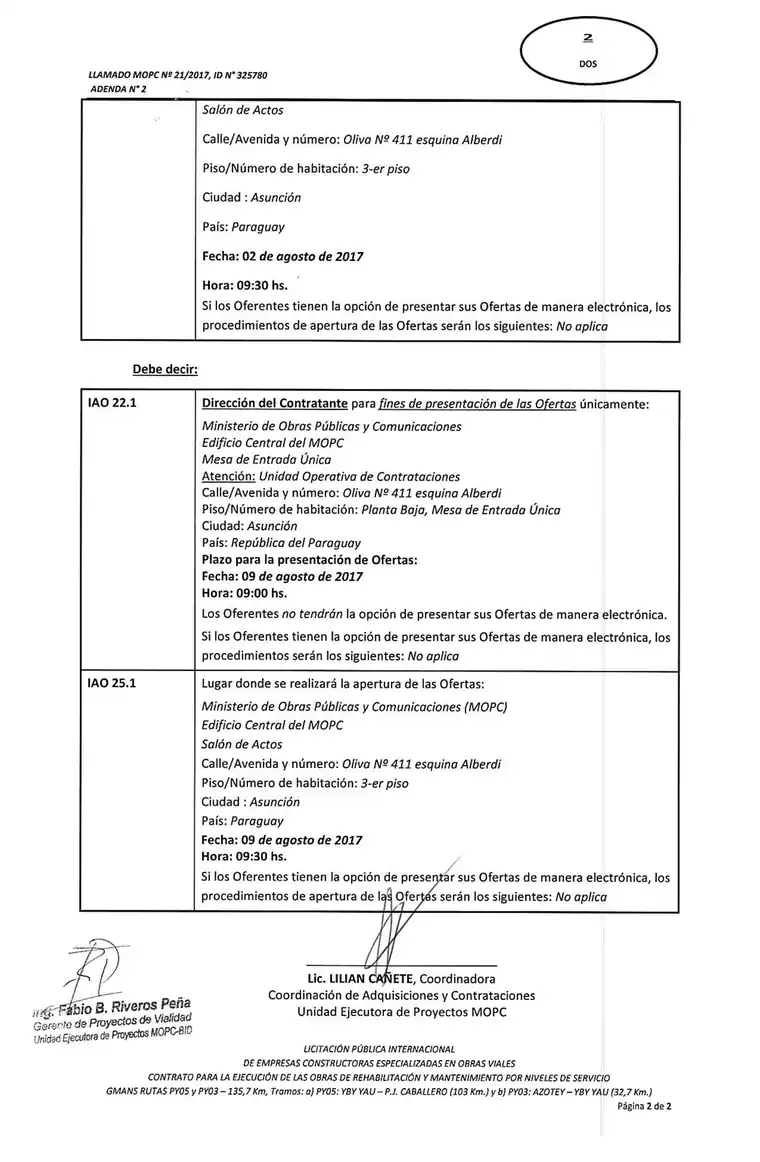 2
DOS
LLAMADO MOPC Nº 21/2017, ID N° 325780
ADENDA N° 2
Salón de Actos
Calle/Avenida y número: Oliva Nº 411 esquina Alberdi
Piso/Número de habitación: 3-er piso
Ciudad : Asunción
País: Paraguay
Fecha: 02 de agosto de 2017
Hora: 09:30 hs.
Si los Oferentes tienen la opción de presentar sus Ofertas de manera electrónica, los
procedimientos de apertura de las Ofertas serán los siguientes: No aplica
Debe decir:
IAO 22.1
Dirección del Contratante para fines de presentación de las Ofertas únicamente:
Ministerio de Obras Públicas y Comunicaciones
Edificio Central del MOPC
Mesa de Entrada Única
Atención: Unidad Operativa de Contrataciones
Calle/Avenida y número: Oliva Nº 411 esquina Alberdi
Piso/Número de habitación: Planta Baja, Mesa de Entrada Única
Ciudad: Asunción
País: República del Paraguay
Plazo para la presentación de Ofertas:
Fecha: 09 de agosto de 2017
Hora: 09:00 hs.
Los Oferentes no tendrán la opción de presentar sus Ofertas de manera electrónica.
Si los Oferentes tienen la opción de presentar sus Ofertas de manera electrónica, los
procedimientos serán los siguientes: No aplica
IAO 25.1
Lugar donde se realizará la apertura de las Ofertas:
Ministerio de Obras Públicas y Comunicaciones (MOPC)
Edificio Central del MOPC
Salón de Actos
Calle/Avenida y número: Oliva Nº 411 esquina Alberdi
Piso/Número de habitación: 3-er piso
Ciudad : Asunción
País: Paraguay
Fecha: 09 de agosto de 2017
Hora: 09:30 hs.
Si los Oferentes tienen la opción de presentar sus Ofertas de manera electrónica, los
procedimientos de apertura de las Ofertas serán los siguientes: No aplica
Lic. LILIAN CAÑETE, Coordinadora
Coordinación de Adquisiciones y Contrataciones
Unidad Ejecutora de Proyectos MOPC
Ing. Fabio B. Riveros Peña
Gerente de Proyectos de Vialidad
Unidad Ejecutora de Proyectos MOPC-BID
LICITACIÓN PÚBLICA INTERNACIONAL
DE EMPRESAS CONSTRUCTORAS ESPECIALIZADAS EN OBRAS VIALES
CONTRATO PARA LA EJECUCIÓN DE LAS OBRAS DE REHABILITACIÓN Y MANTENIMIENTO POR NIVELES DE SERVICIO
GMANS RUTAS PY05 y PY03 – 135,7 Km, Tramos: a) PY05: YBY YAU – P.J. CABALLERO (103 Km.) y b) PY03: AZOTEY – YBY YAU (32,7 Km.)
Página 2 de 2